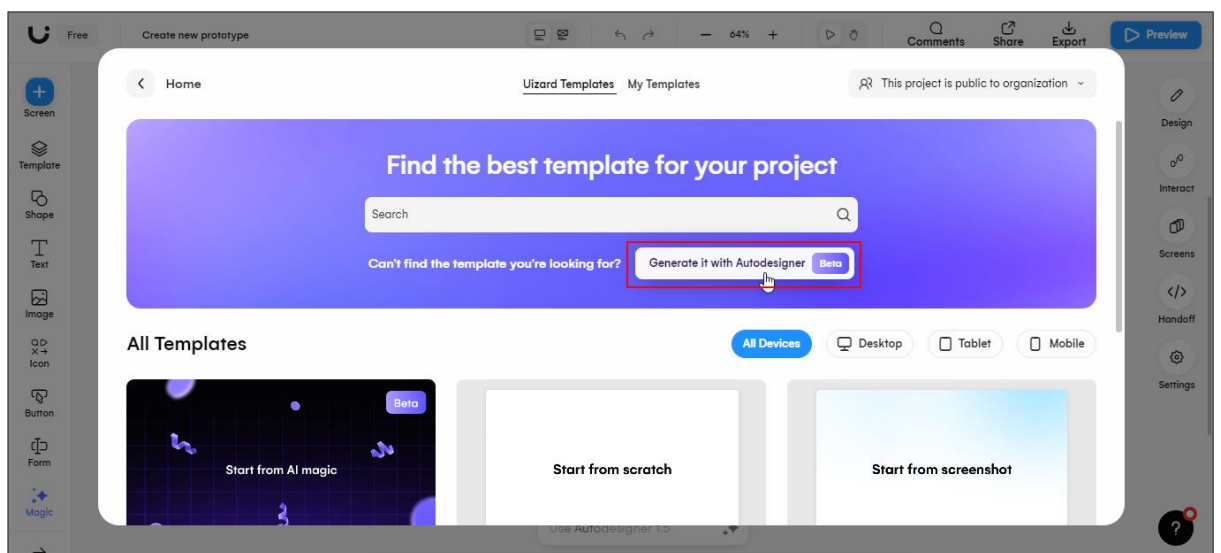 Free
Create new prototype
64%
Comments
Share
Export
Preview
Home
Uizard Templates
My Templates
This project is public to organization
Screen
Template
Shape
Text
Image
Icon
Button
Form
Magic
Find the best template for your project
Search
Can't find the template you're looking for?
Generate it with Autodesigner Beta
All Templates
All Devices
Desktop
Tablet
Mobile
Beta
Start from AI magic
Start from scratch
Start from screenshot
Use Autodesigner 1.5
Design
Interact
Screens
Handoff
Settings
?